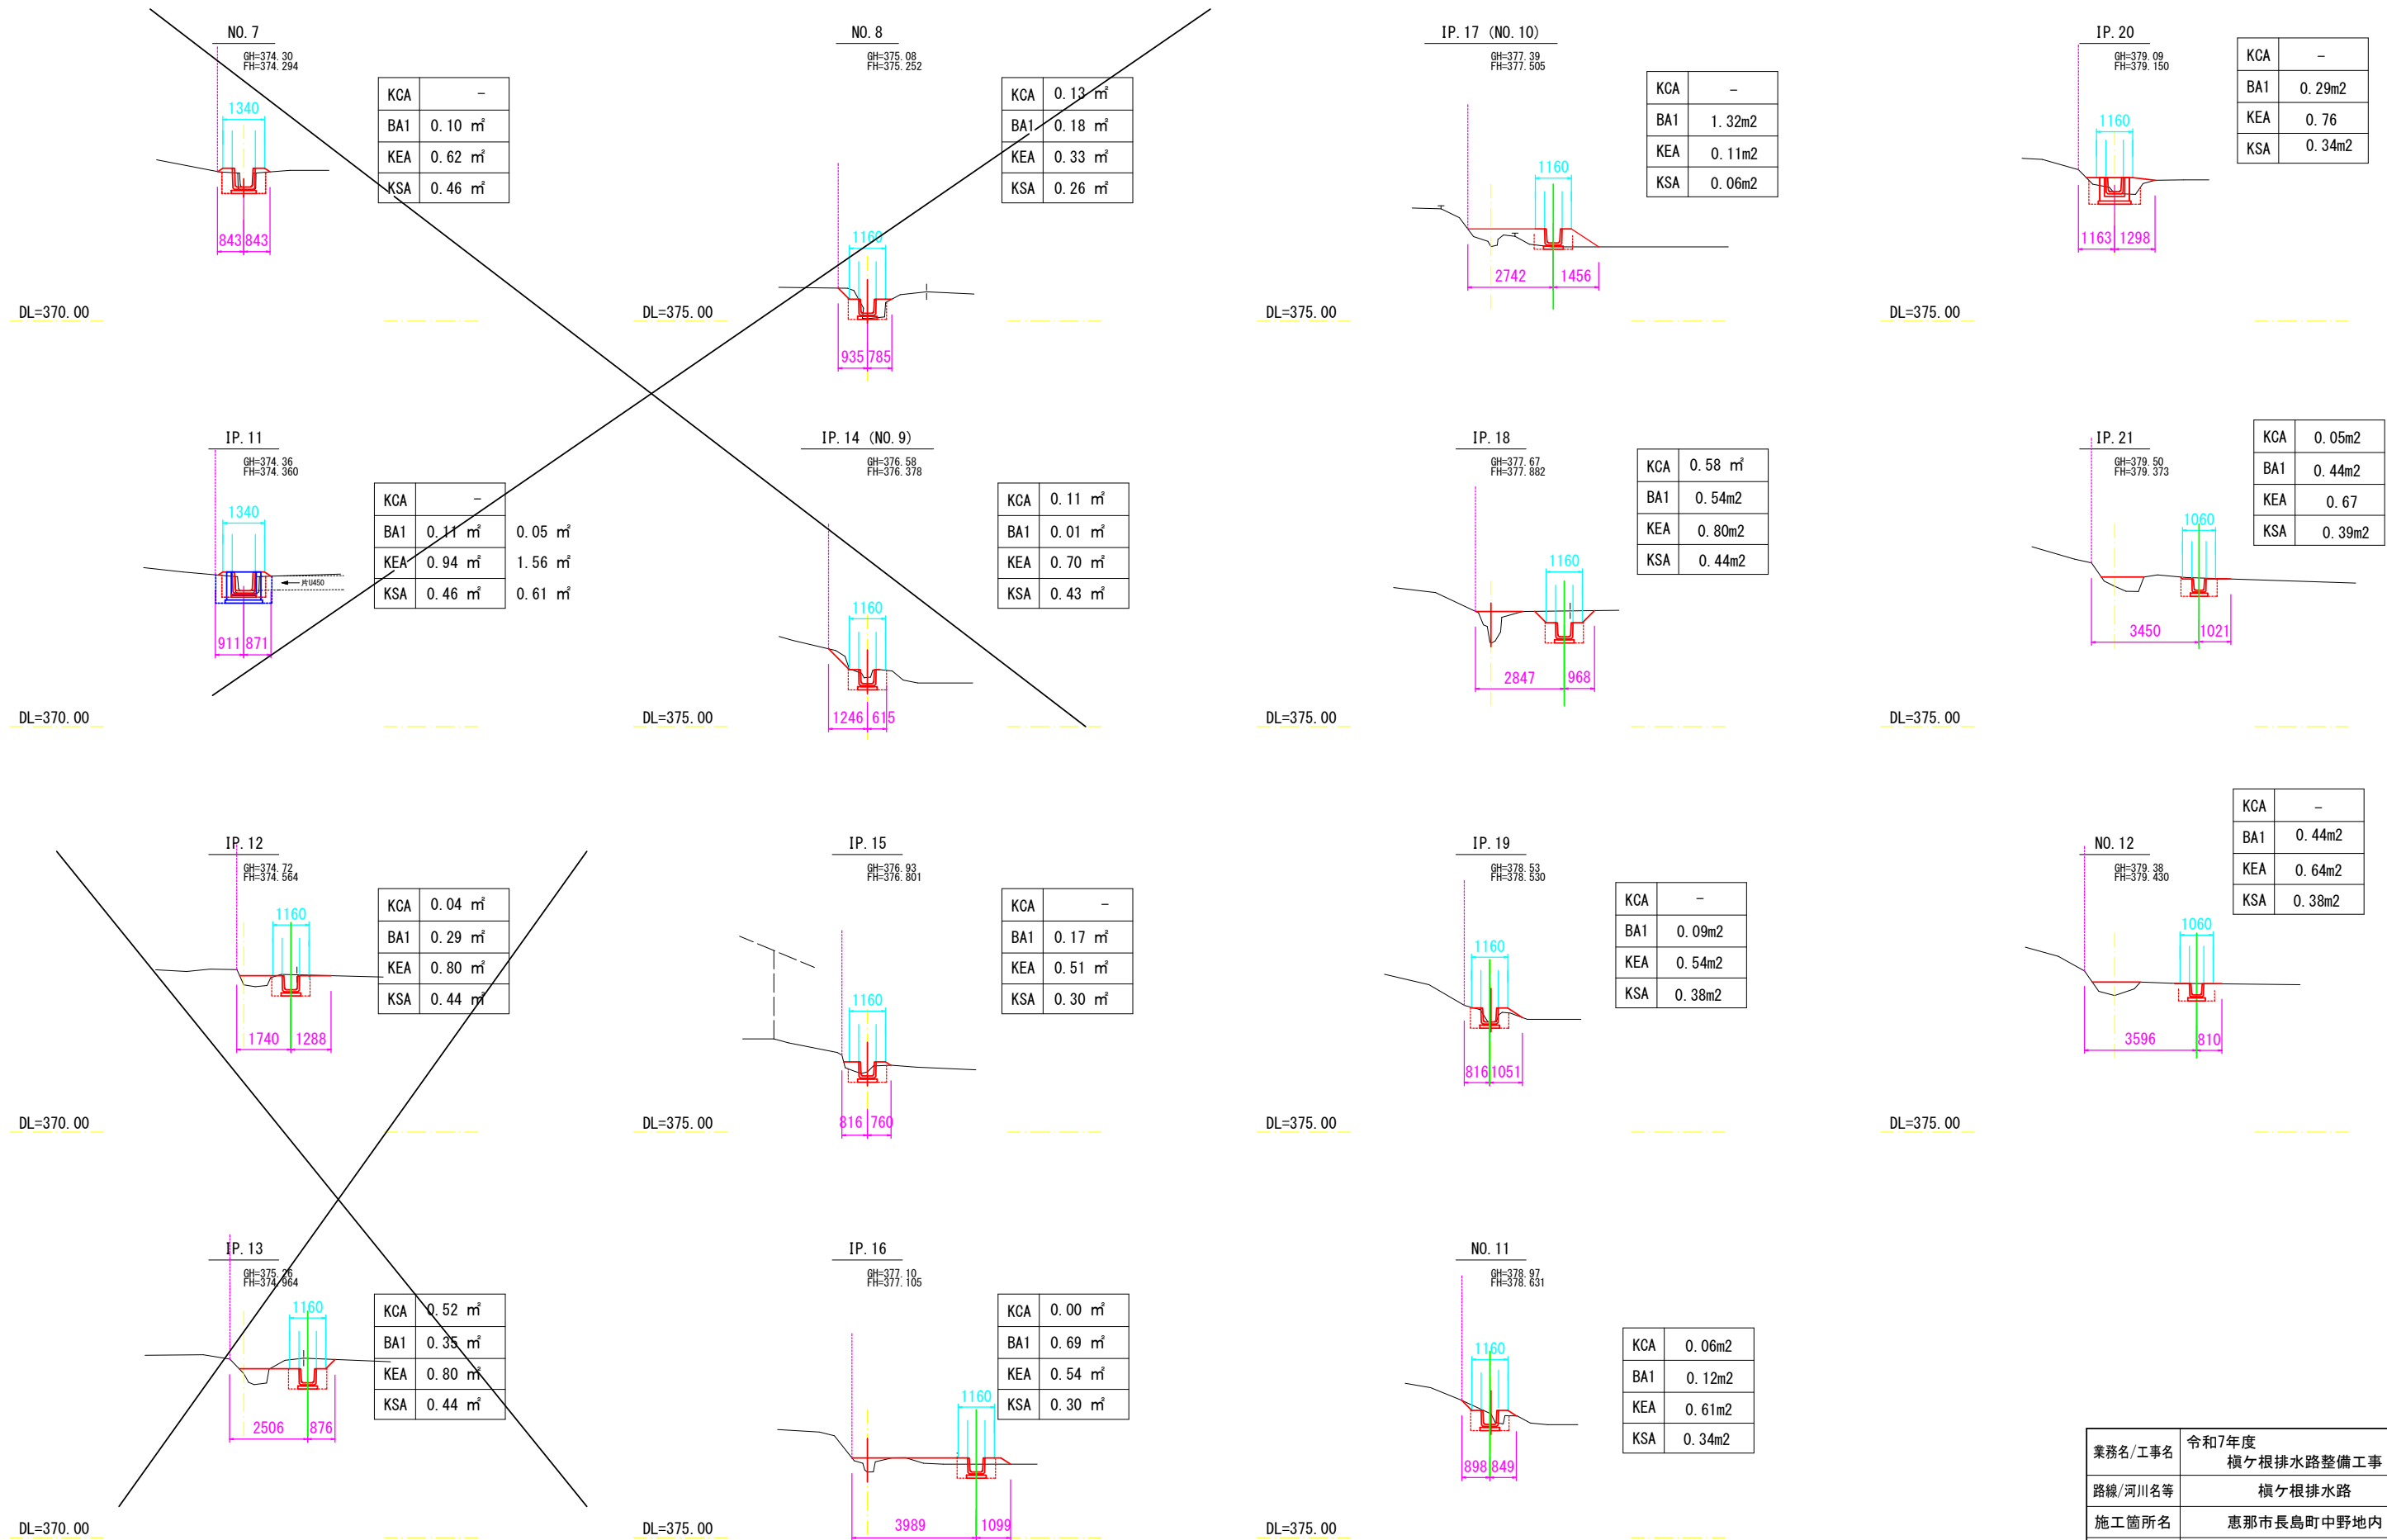 NO.7
GH=374.30
FH=374.294
1340
843 843
KCA -
BA1 0.10 ㎡
KEA 0.62 ㎡
KSA 0.46 ㎡
DL=370.00
NO.8
GH=375.08
FH=375.252
1160
935 785
KCA 0.13 ㎡
BA1 0.18 ㎡
KEA 0.33 ㎡
KSA 0.26 ㎡
DL=375.00
IP.17 (NO.10)
GH=377.39
FH=377.505
1160
2742 1456
KCA -
BA1 1.32m2
KEA 0.11m2
KSA 0.06m2
DL=375.00
IP.20
GH=379.09
FH=379.150
1160
1163 1298
KCA -
BA1 0.29m2
KEA 0.76
KSA 0.34m2
DL=375.00
IP.11
GH=374.36
FH=374.360
1340
片U450
911 871
KCA -
BA1 0.11 ㎡ 0.05 ㎡
KEA 0.94 ㎡ 1.56 ㎡
KSA 0.46 ㎡ 0.61 ㎡
DL=370.00
IP.14 (NO.9)
GH=376.58
FH=376.378
1160
1246 615
KCA 0.11 ㎡
BA1 0.01 ㎡
KEA 0.70 ㎡
KSA 0.43 ㎡
DL=375.00
IP.18
GH=377.67
FH=377.882
1160
2847 968
KCA 0.58 ㎡
BA1 0.54m2
KEA 0.80m2
KSA 0.44m2
DL=375.00
IP.21
GH=379.50
FH=379.373
1060
3450 1021
KCA 0.05m2
BA1 0.44m2
KEA 0.67
KSA 0.39m2
DL=375.00
IP.12
GH=374.72
FH=374.564
1160
1740 1288
KCA 0.04 ㎡
BA1 0.29 ㎡
KEA 0.80 ㎡
KSA 0.44 ㎡
DL=370.00
IP.15
GH=376.93
FH=376.801
1160
816 760
KCA -
BA1 0.17 ㎡
KEA 0.51 ㎡
KSA 0.30 ㎡
DL=375.00
IP.19
GH=378.53
FH=378.530
1160
816 1051
KCA -
BA1 0.09m2
KEA 0.54m2
KSA 0.38m2
DL=375.00
NO.12
GH=379.38
FH=379.430
1060
3596 810
KCA -
BA1 0.44m2
KEA 0.64m2
KSA 0.38m2
DL=375.00
IP.13
GH=375.26
FH=374.964
1160
2506 876
KCA 0.52 ㎡
BA1 0.35 ㎡
KEA 0.80 ㎡
KSA 0.44 ㎡
DL=370.00
IP.16
GH=377.10
FH=377.105
1160
3989 1099
KCA 0.00 ㎡
BA1 0.69 ㎡
KEA 0.54 ㎡
KSA 0.30 ㎡
DL=375.00
NO.11
GH=378.97
FH=378.631
1160
898 849
KCA 0.06m2
BA1 0.12m2
KEA 0.61m2
KSA 0.34m2
DL=375.00
業務名/工事名 令和7年度
槇ケ根排水路整備工事
路線/河川名等 槇ケ根排水路
施工箇所名 恵那市長島町中野地内